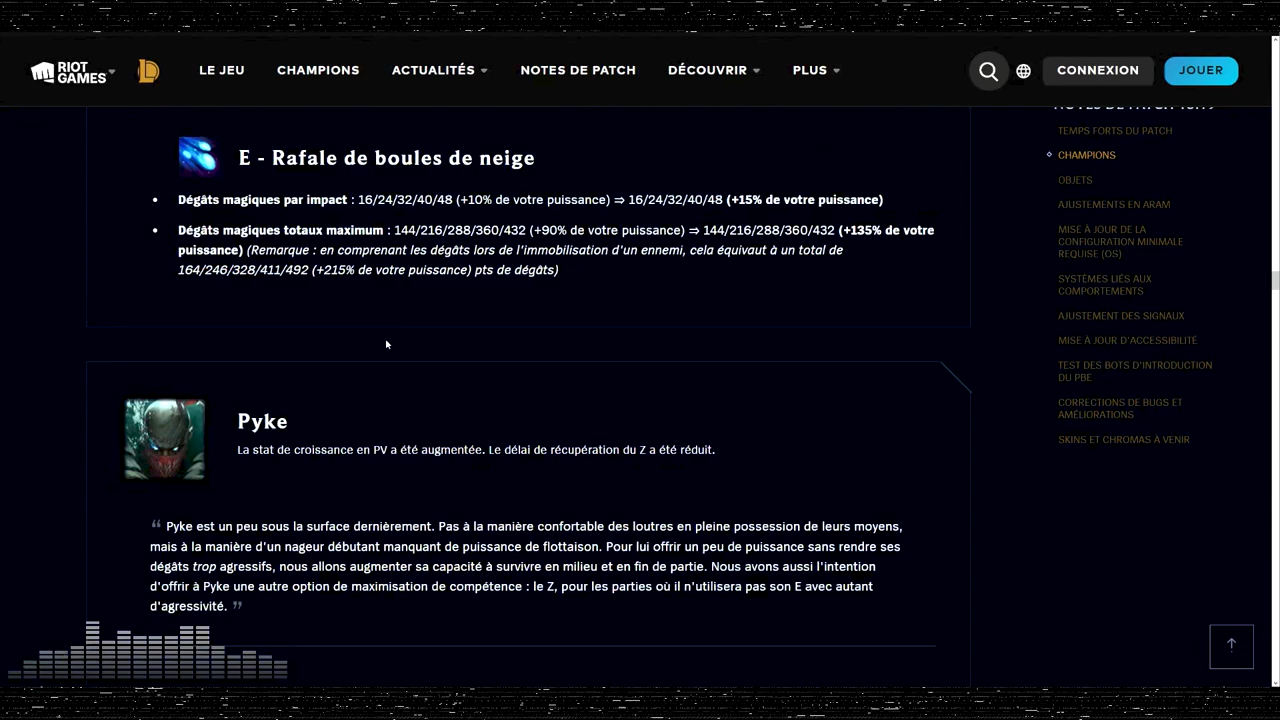 RIOT GAMES
LE JEU
CHAMPIONS
ACTUALITÉS
NOTES DE PATCH
DÉCOUVRIR
PLUS
CONNEXION
JOUER
E - Rafale de boules de neige
• Dégâts magiques par impact : 16/24/32/40/48 (+10% de votre puissance) ⇒ 16/24/32/40/48 (+15% de votre puissance)
• Dégâts magiques totaux maximum : 144/216/288/360/432 (+90% de votre puissance) ⇒ 144/216/288/360/432 (+135% de votre
puissance) (Remarque : en comprenant les dégâts lors de l'immobilisation d'un ennemi, cela équivaut à un total de
164/246/328/411/492 (+215% de votre puissance) pts de dégâts)
Pyke
La stat de croissance en PV a été augmentée. Le délai de récupération du Z a été réduit.
“ Pyke est un peu sous la surface dernièrement. Pas à la manière confortable des loutres en pleine possession de leurs moyens,
mais à la manière d'un nageur débutant manquant de puissance de flottaison. Pour lui offrir un peu de puissance sans rendre ses
dégâts trop agressifs, nous allons augmenter sa capacité à survivre en milieu et en fin de partie. Nous avons aussi l'intention
d'offrir à Pyke une autre option de maximisation de compétence : le Z, pour les parties où il n'utilisera pas son E avec autant
d'agressivité. ”
TEMPS FORTS DU PATCH
CHAMPIONS
OBJETS
AJUSTEMENTS EN ARAM
MISE À JOUR DE LA
CONFIGURATION MINIMALE
REQUISE (OS)
SYSTÈMES LIÉS AUX
COMPORTEMENTS
AJUSTEMENT DES SIGNAUX
MISE À JOUR D'ACCESSIBILITÉ
TEST DES BOTS D'INTRODUCTION
DU PBE
CORRECTIONS DE BUGS ET
AMÉLIORATIONS
SKINS ET CHROMAS À VENIR